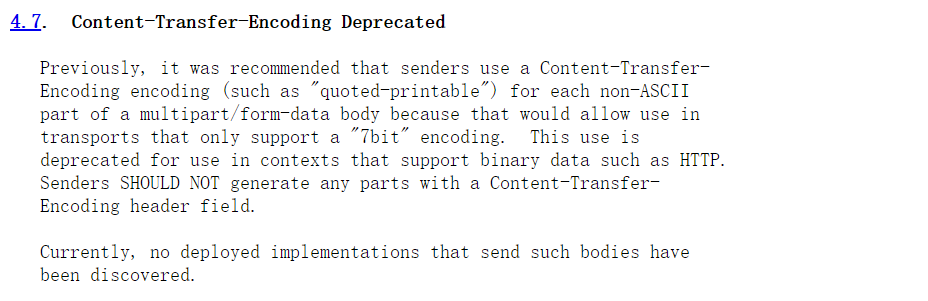 4.7.  Content-Transfer-Encoding Deprecated
Previously, it was recommended that senders use a Content-Transfer-
Encoding encoding (such as "quoted-printable") for each non-ASCII
part of a multipart/form-data body because that would allow use in
transports that only support a "7bit" encoding.  This use is
deprecated for use in contexts that support binary data such as HTTP.
Senders SHOULD NOT generate any parts with a Content-Transfer-
Encoding header field.
Currently, no deployed implementations that send such bodies have
been discovered.